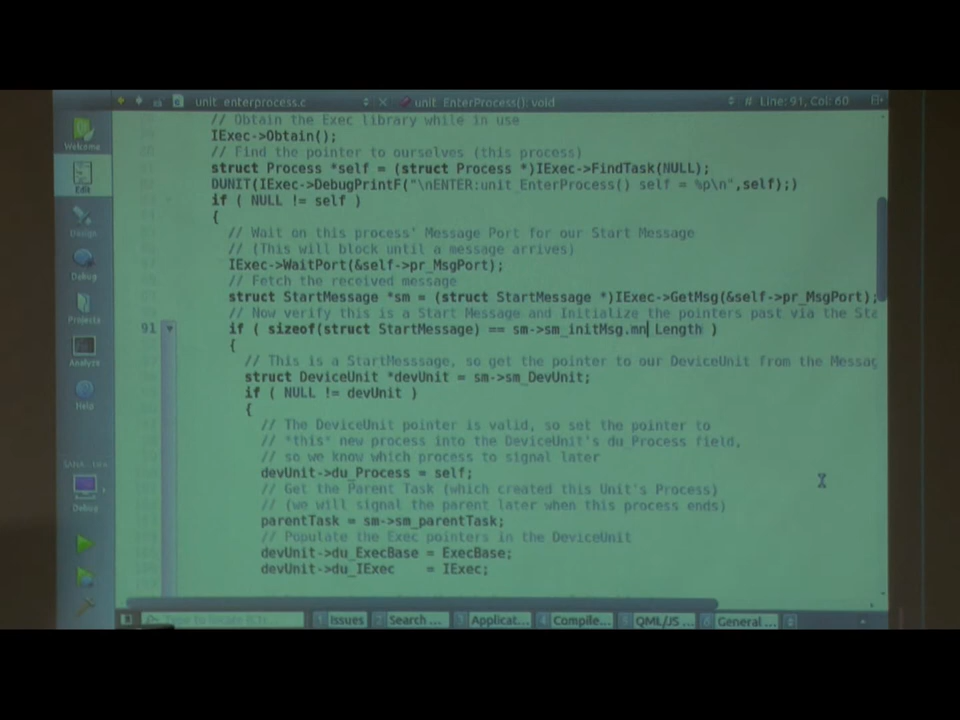 unit_enterprocess.c unit_EnterProcess(): void # Line: 91, Col: 60
// Obtain the Exec library while in use
IExec->Obtain();
// Find the pointer to ourselves (this process)
struct Process *self = (struct Process *)IExec->FindTask(NULL);
DUNIT(IExec->DebugPrintF("\nENTER:unit_EnterProcess() self = %p\n",self);)
if ( NULL != self )
{
// Wait on this process' Message Port for our Start Message
// (This will block until a message arrives)
IExec->WaitPort(&self->pr_MsgPort);
// Fetch the received message
struct StartMessage *sm = (struct StartMessage *)IExec->GetMsg(&self->pr_MsgPort);
// Now verify this is a Start Message and Initialize the pointers past via the Sta
91 if ( sizeof(struct StartMessage) == sm->sm_initMsg.mn_Length )
{
// This is a StartMesssage, so get the pointer to our DeviceUnit from the Messag
struct DeviceUnit *devUnit = sm->sm_DevUnit;
if ( NULL != devUnit )
{
// The DeviceUnit pointer is valid, so set the pointer to
// *this* new process into the DeviceUnit's du_Process field,
// so we know which process to signal later
devUnit->du_Process = self;
// Get the Parent Task (which created this Unit's Process)
// (we will signal the parent later when this process ends)
parentTask = sm->sm_parentTask;
// Populate the Exec pointers in the DeviceUnit
devUnit->du_ExecBase = ExecBase;
devUnit->du_IExec = IExec;
Welcome
Edit
Design
Debug
Projects
Analyze
Help
Debug
Type to locate 1 Issues 2 Search ... 3 Applicat... 4 Compile... 5 QML/JS ... 6 General ...